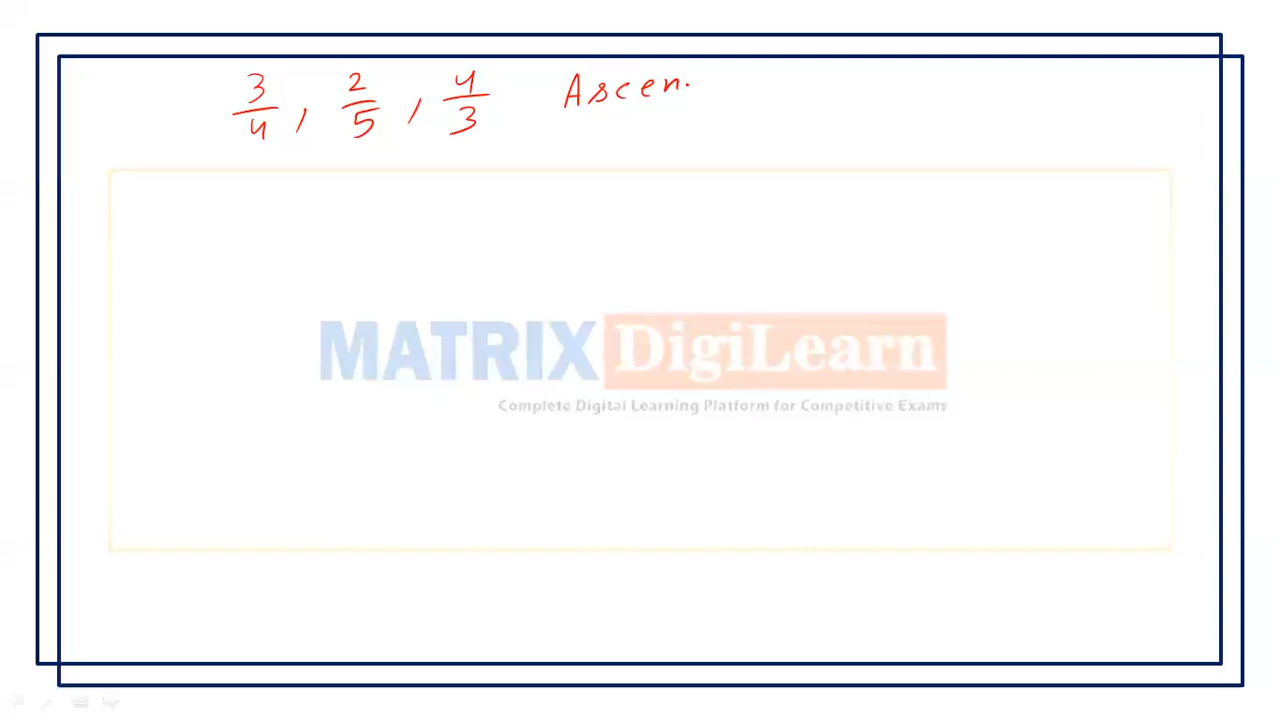 3/4, 2/5, 4/3 Ascen.
MATRIX DigiLearn
Complete Digital Learning Platform for Competitive Exams